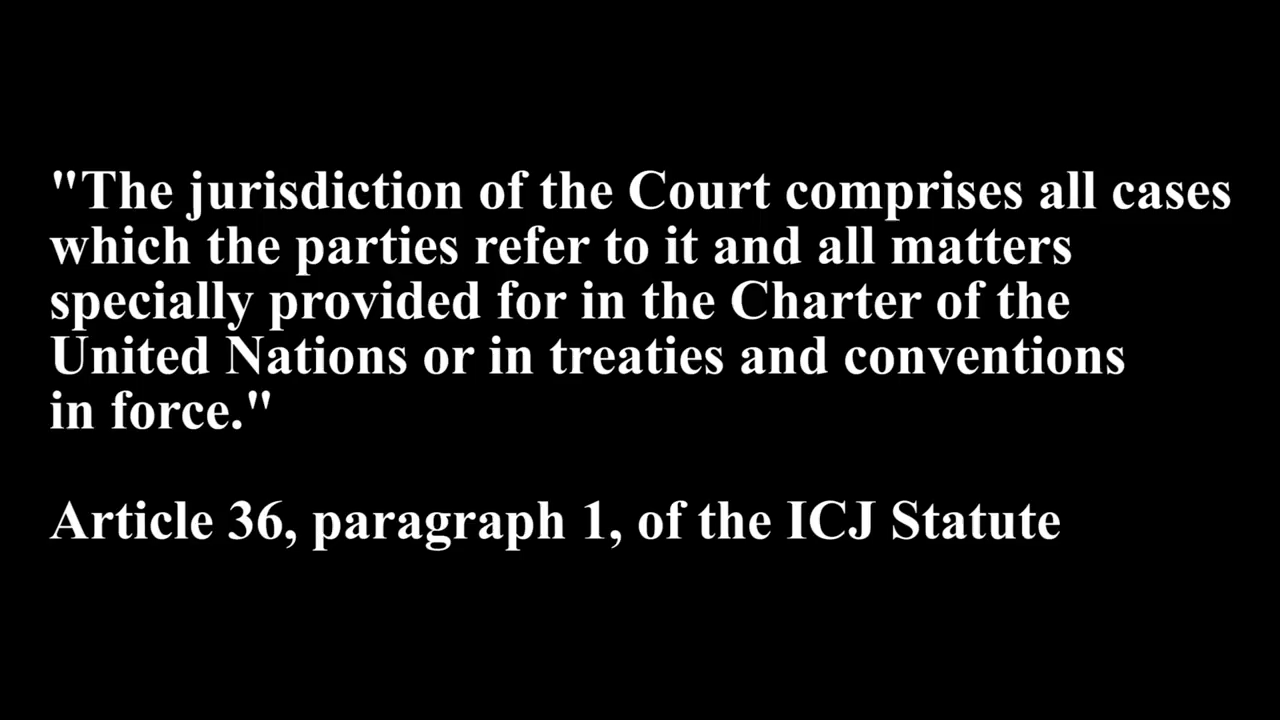 "The jurisdiction of the Court comprises all cases
which the parties refer to it and all matters
specially provided for in the Charter of the
United Nations or in treaties and conventions
in force."
Article 36, paragraph 1, of the ICJ Statute